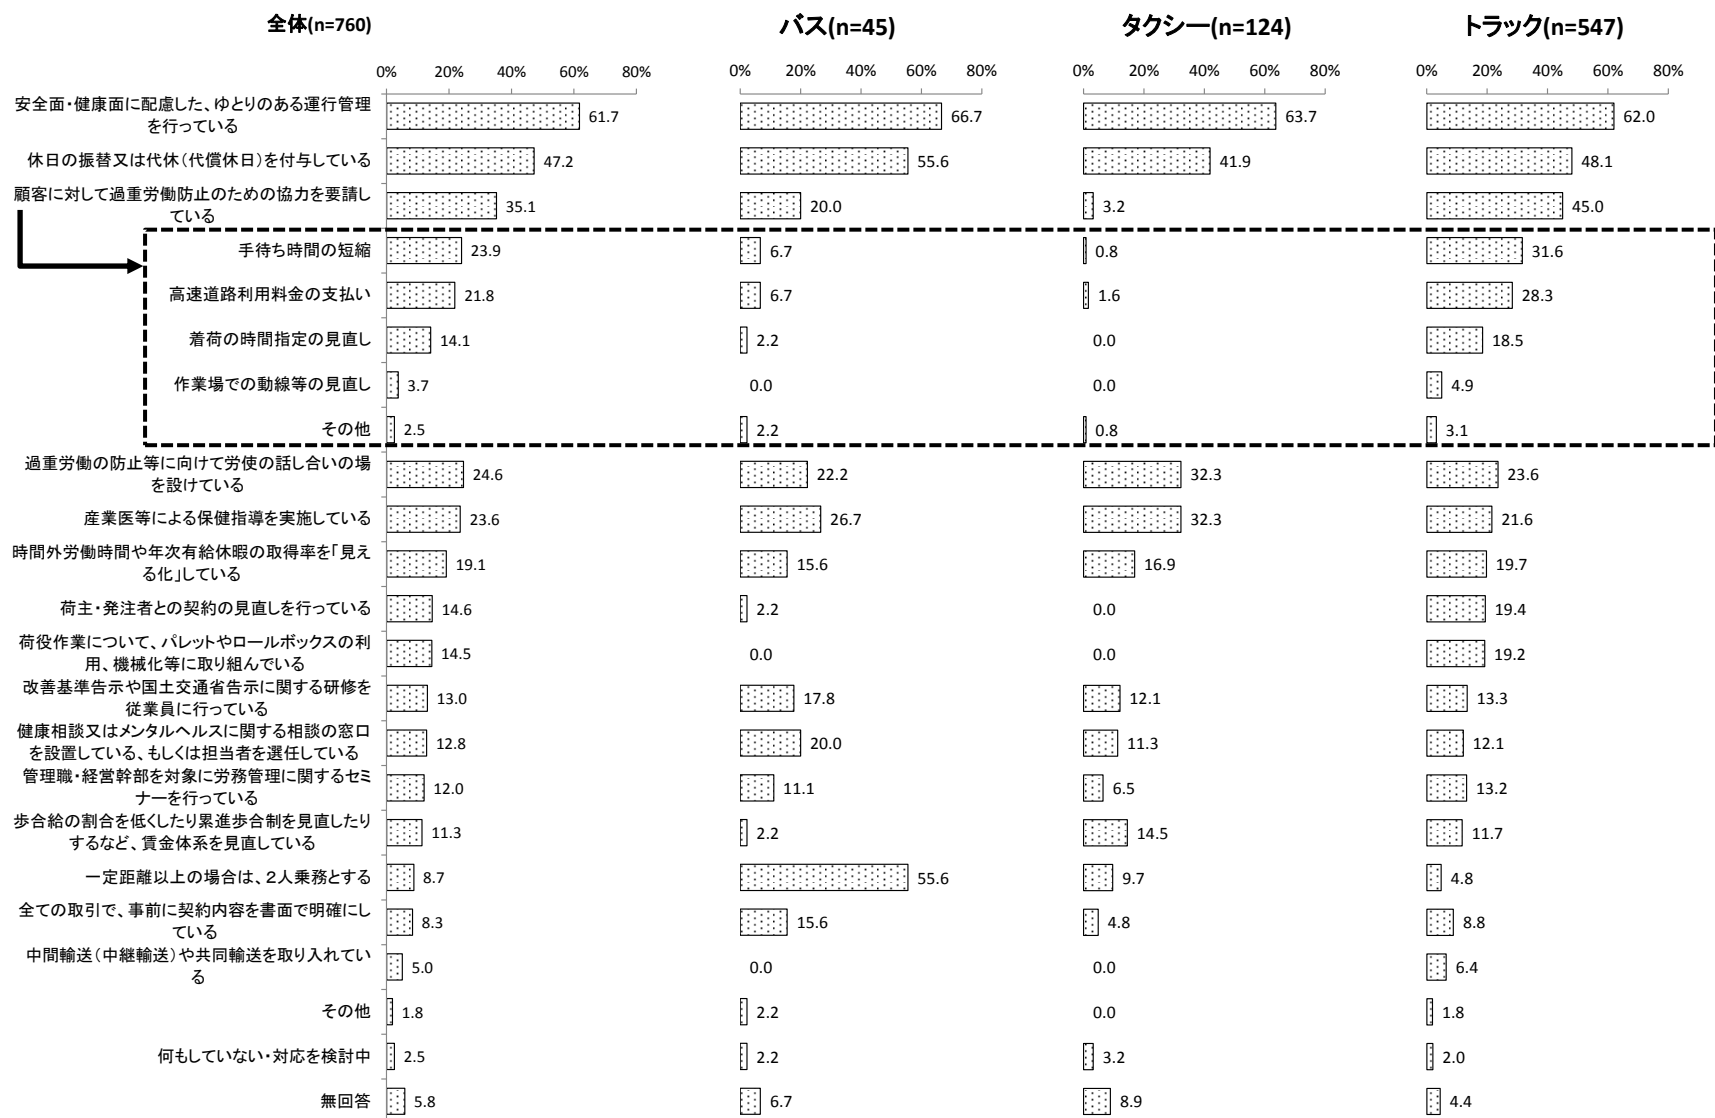 全体(n=760) バス(n=45) タクシー(n=124) トラック(n=547)
0% 20% 40% 60% 80% 0% 20% 40% 60% 80% 0% 20% 40% 60% 80% 0% 20% 40% 60% 80%
安全面・健康面に配慮した、ゆとりのある運行管理
を行っている
61.7 66.7 63.7 62.0
休日の振替又は代休(代償休日)を付与している 47.2 55.6 41.9 48.1
顧客に対して過重労働防止のための協力を要請し
ている
35.1 20.0 3.2 45.0
手待ち時間の短縮 23.9 6.7 0.8 31.6
高速道路利用料金の支払い 21.8 6.7 1.6 28.3
着荷の時間指定の見直し 14.1 2.2 0.0 18.5
作業場での動線等の見直し 3.7 0.0 0.0 4.9
その他 2.5 2.2 0.8 3.1
過重労働の防止等に向けて労使の話し合いの場
を設けている
24.6 22.2 32.3 23.6
産業医等による保健指導を実施している 23.6 26.7 32.3 21.6
時間外労働時間や年次有給休暇の取得率を「見え
る化」している
19.1 15.6 16.9 19.7
荷主・発注者との契約の見直しを行っている 14.6 2.2 0.0 19.4
荷役作業について、パレットやロールボックスの利
用、機械化等に取り組んでいる
14.5 0.0 0.0 19.2
改善基準告示や国土交通省告示に関する研修を
従業員に行っている
13.0 17.8 12.1 13.3
健康相談又はメンタルヘルスに関する相談の窓口
を設置している、もしくは担当者を選任している
12.8 20.0 11.3 12.1
管理職・経営幹部を対象に労務管理に関するセミ
ナーを行っている
12.0 11.1 6.5 13.2
歩合給の割合を低くしたり累進歩合制を見直したり
するなど、賃金体系を見直している
11.3 2.2 14.5 11.7
一定距離以上の場合は、2人乗務とする 8.7 55.6 9.7 4.8
全ての取引で、事前に契約内容を書面で明確にし
ている
8.3 15.6 4.8 8.8
中間輸送(中継輸送)や共同輸送を取り入れてい
る
5.0 0.0 0.0 6.4
その他 1.8 2.2 0.0 1.8
何もしていない・対応を検討中 2.5 2.2 3.2 2.0
無回答 5.8 6.7 8.9 4.4